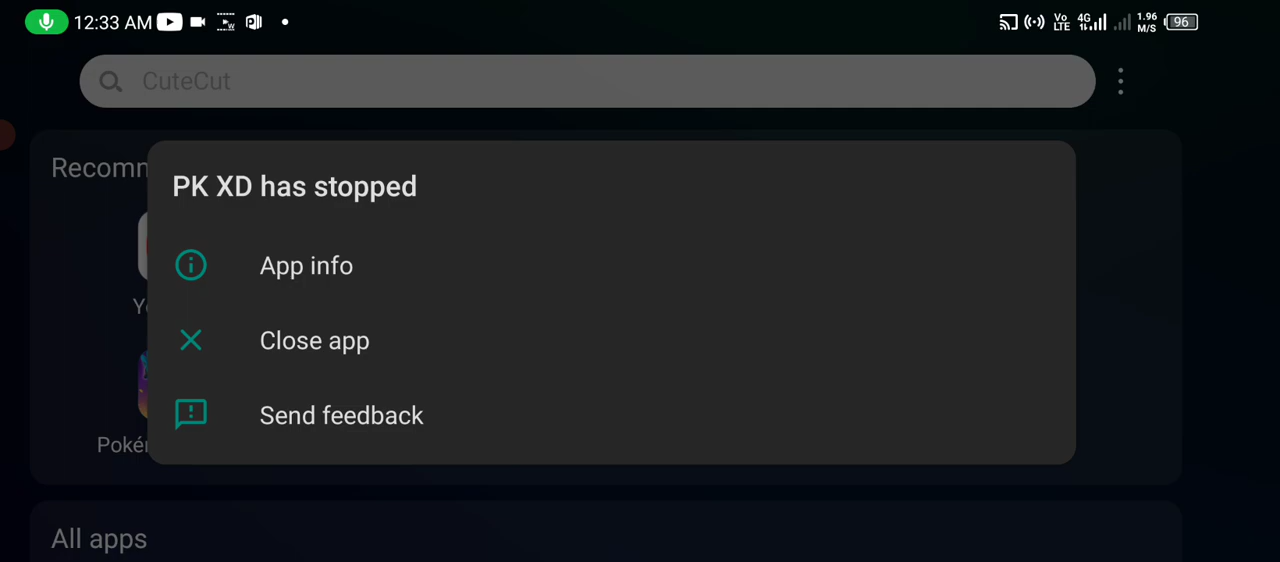 12:33 AM
Vo LTE 4G 1.96 M/S 96
CuteCut
Recomm
PK XD has stopped
App info
Close app
Send feedback
Poké
All apps